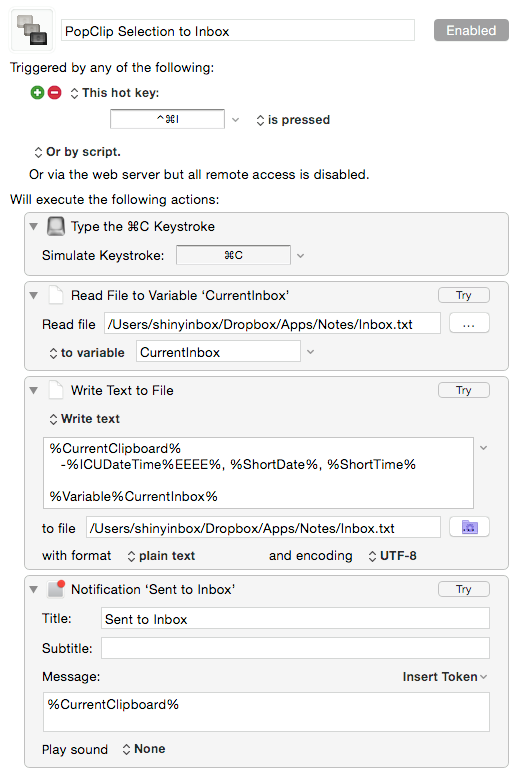 PopClip Selection to Inbox
Enabled
Triggered by any of the following:
This hot key:
^⌘I is pressed
Or by script.
Or via the web server but all remote access is disabled.
Will execute the following actions:
Type the ⌘C Keystroke
Simulate Keystroke: ⌘C
Read File to Variable ‘CurrentInbox’ Try
Read file /Users/shinyinbox/Dropbox/Apps/Notes/Inbox.txt ...
to variable CurrentInbox
Write Text to File Try
Write text
%CurrentClipboard%
-%ICUDateTime%EEEE%, %ShortDate%, %ShortTime%
%Variable%CurrentInbox%
to file /Users/shinyinbox/Dropbox/Apps/Notes/Inbox.txt
with format plain text and encoding UTF-8
Notification ‘Sent to Inbox’ Try
Title: Sent to Inbox
Subtitle:
Message: Insert Token
%CurrentClipboard%
Play sound None